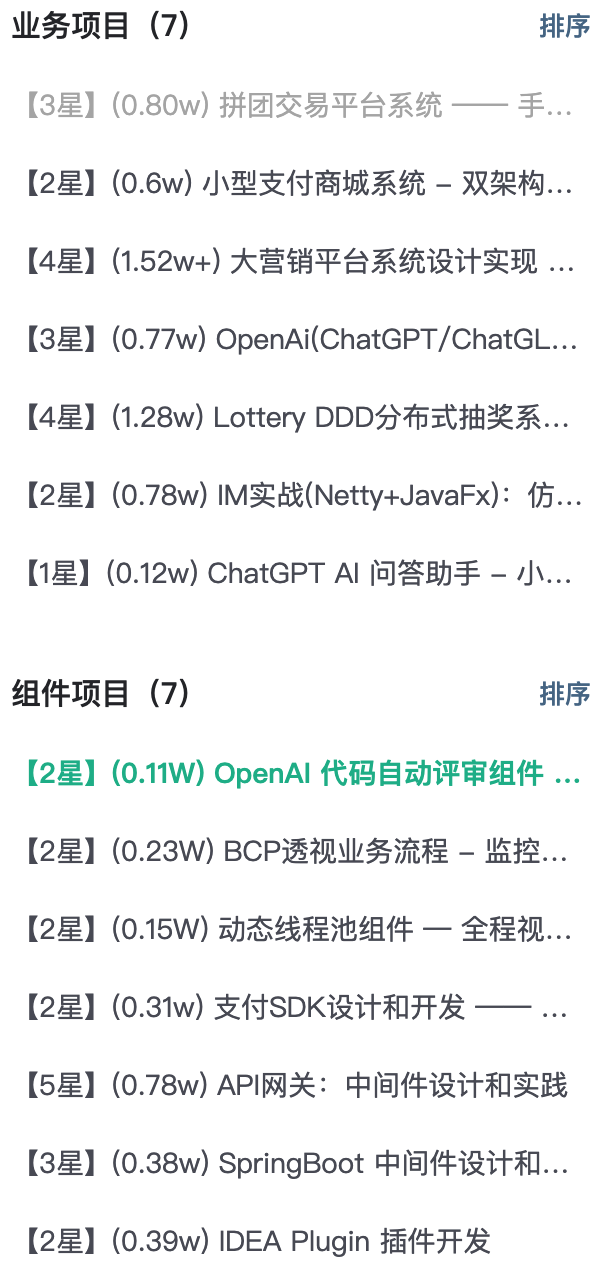 业务项目（7）
排序
【3星】(0.80w) 拼团交易平台系统 —— 手...
【2星】(0.6w) 小型支付商城系统 - 双架构...
【4星】(1.52w+) 大营销平台系统设计实现 ...
【3星】(0.77w) OpenAi(ChatGPT/ChatGL...
【4星】(1.28w) Lottery DDD分布式抽奖系...
【2星】(0.78w) IM实战(Netty+JavaFx)：仿...
【1星】(0.12w) ChatGPT AI 问答助手 - 小...
组件项目（7）
排序
【2星】(0.11W) OpenAI 代码自动评审组件 ...
【2星】(0.23W) BCP透视业务流程 - 监控...
【2星】(0.15W) 动态线程池组件 — 全程视...
【2星】(0.31w) 支付SDK设计和开发 —— ...
【5星】(0.78w) API网关：中间件设计和实践
【3星】(0.38w) SpringBoot 中间件设计和...
【2星】(0.39w) IDEA Plugin 插件开发